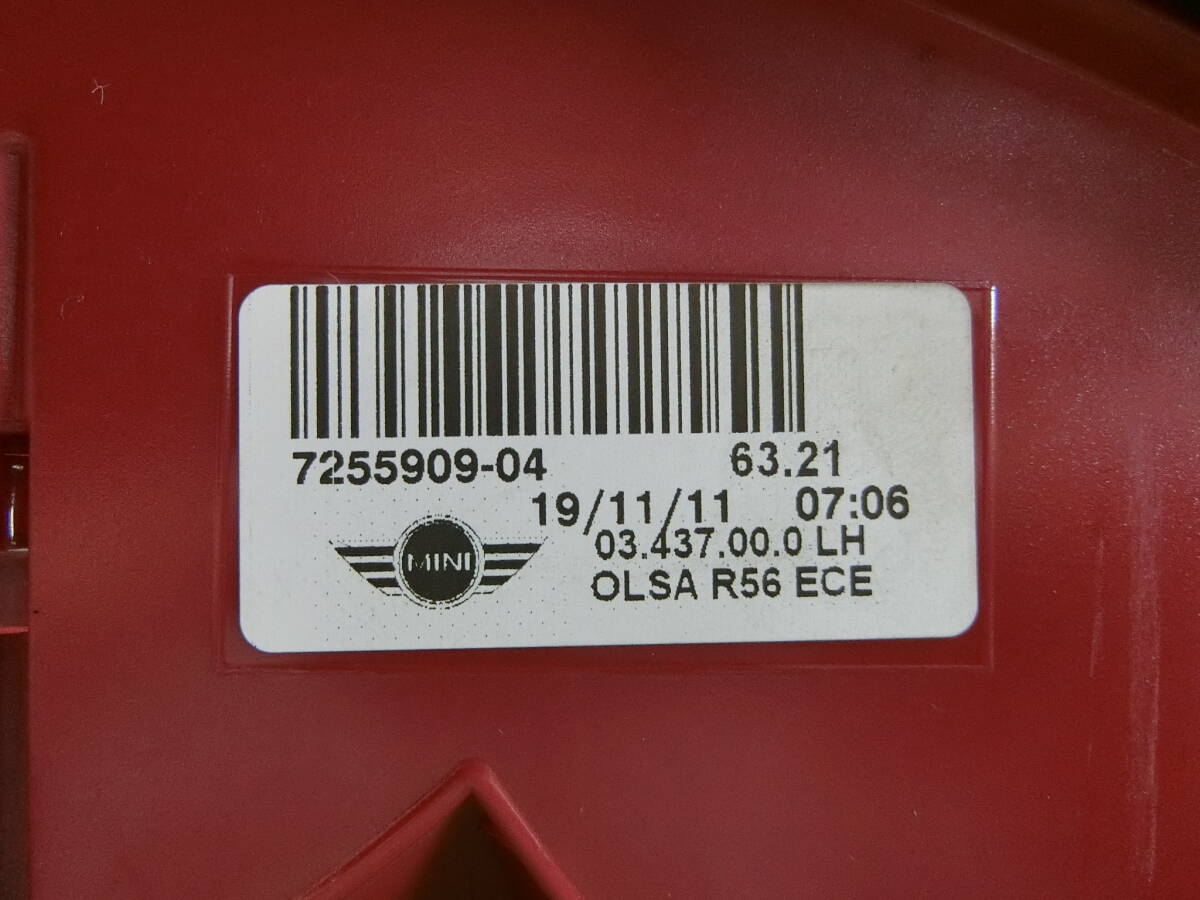 7255909-04 63.21
19/11/11 07:06
03.437.00.0 LH
MINI
OLSA R56 ECE